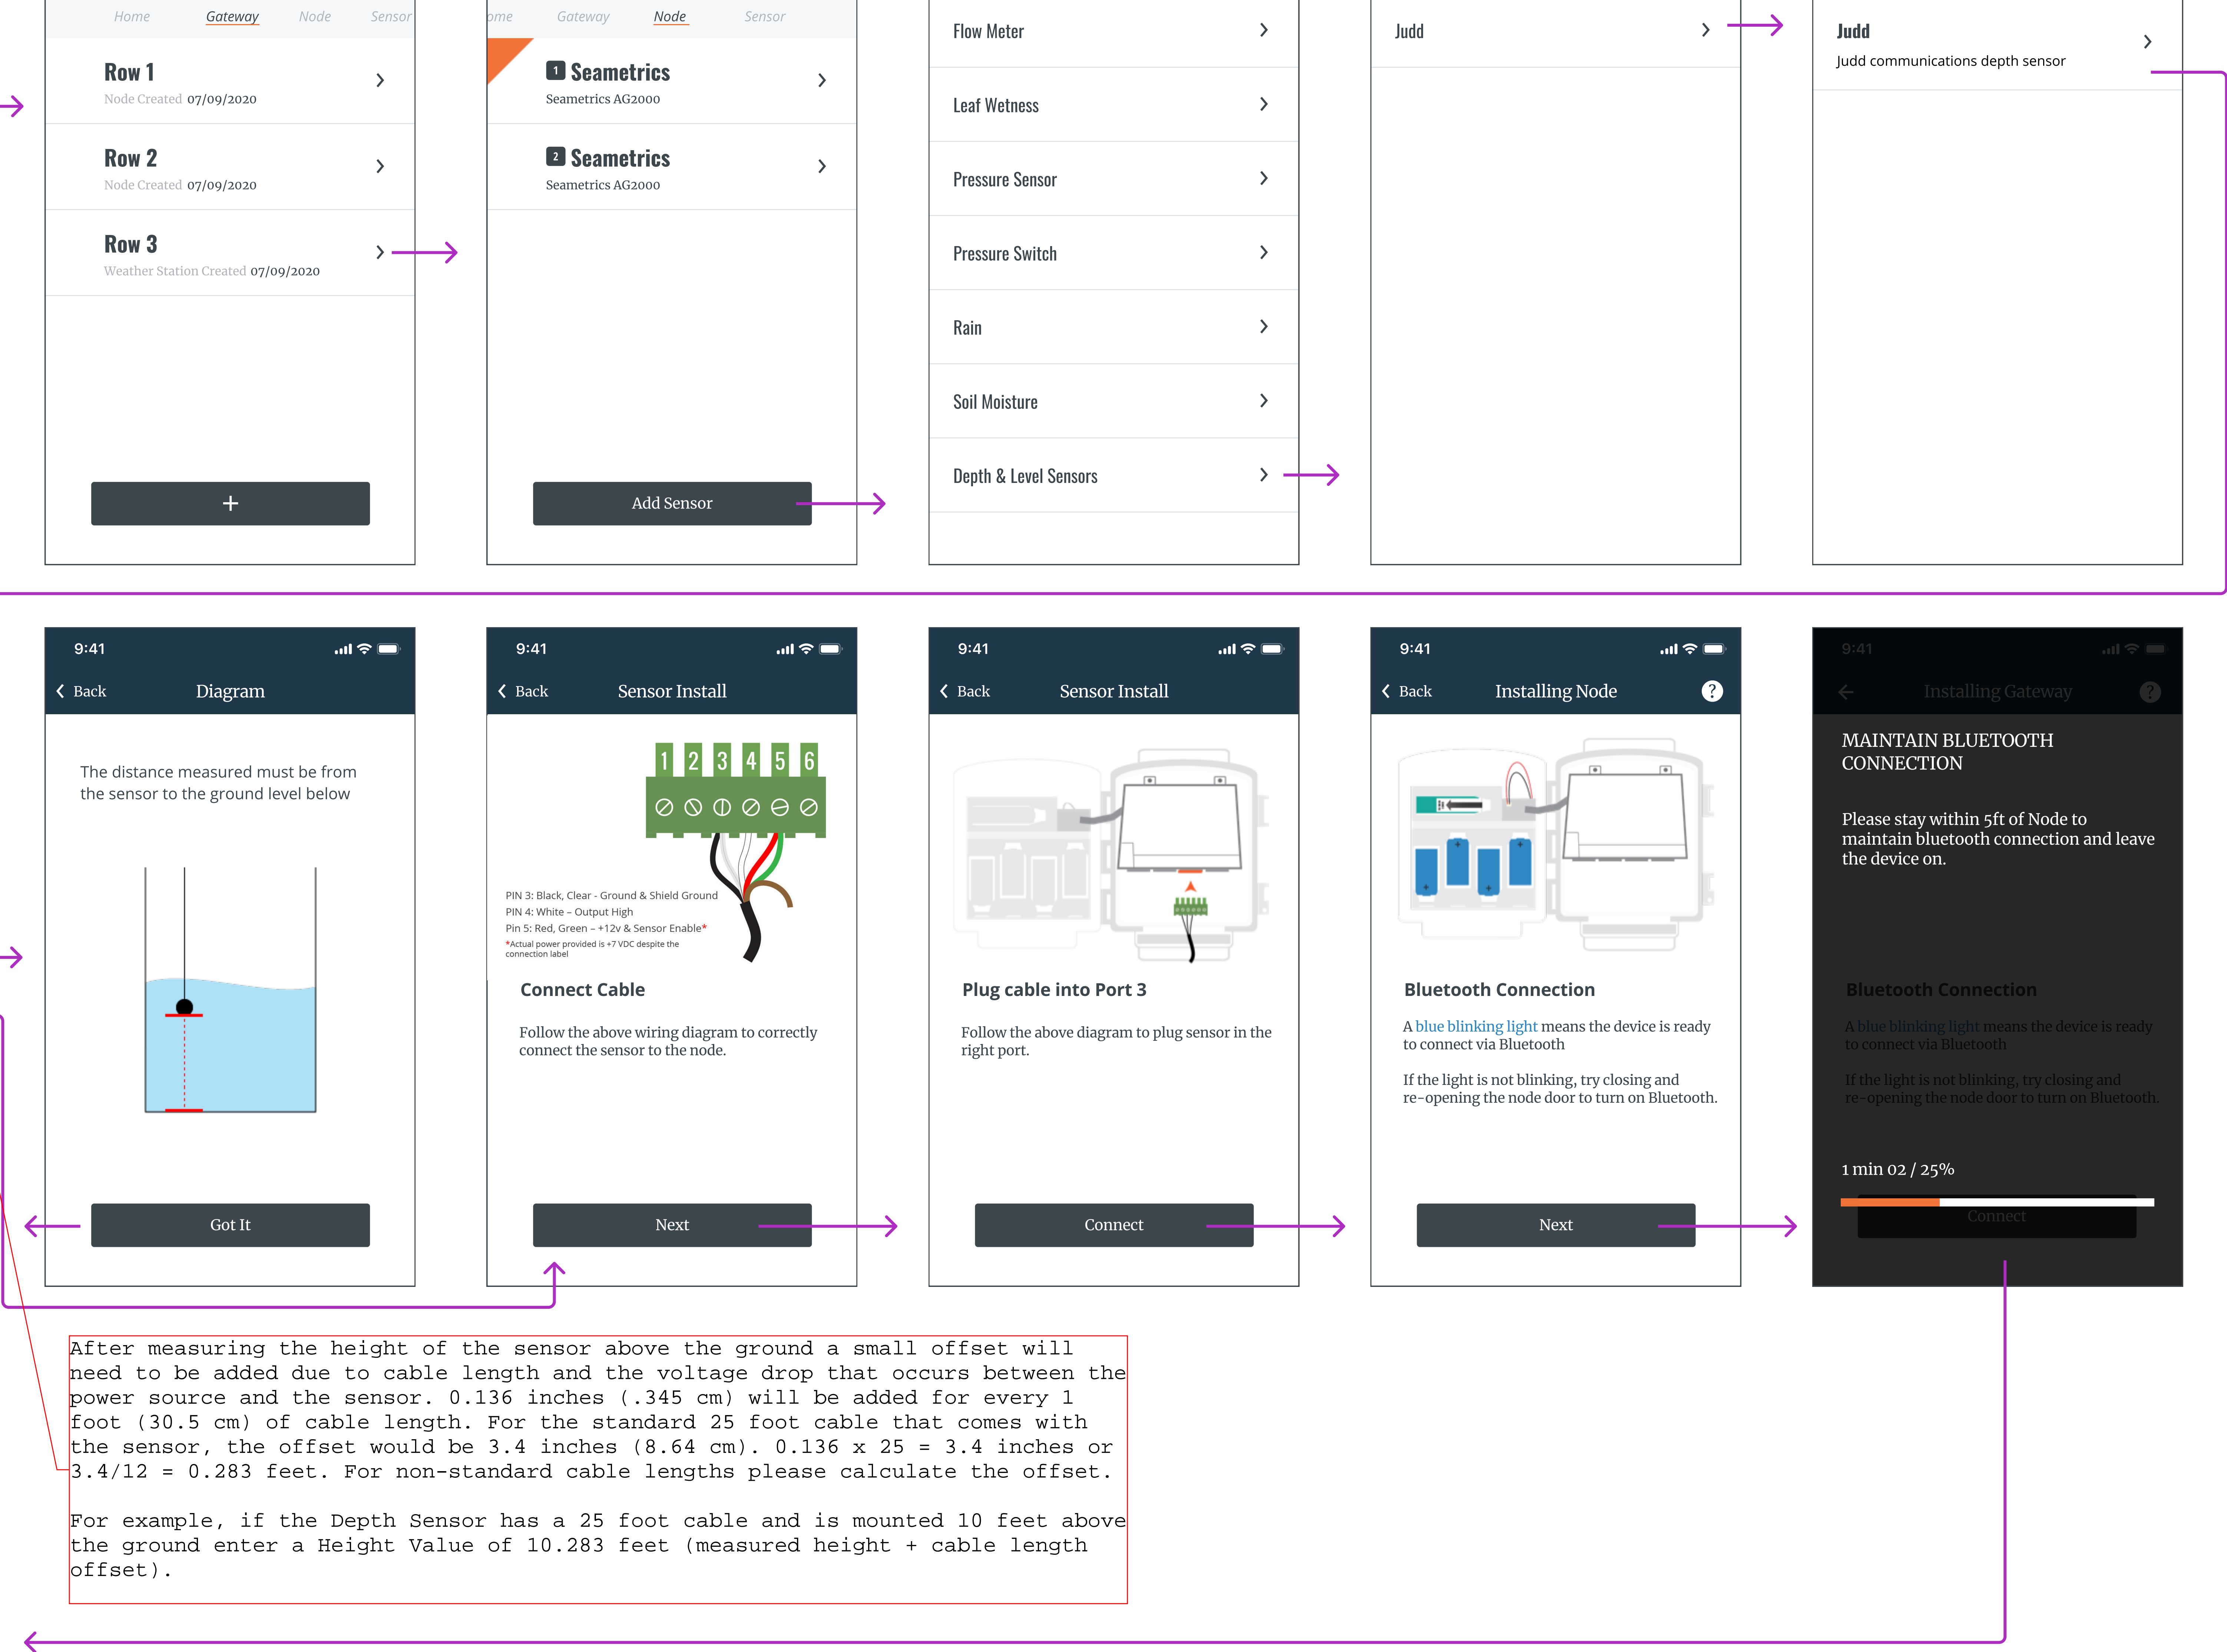 Home Gateway Node Sensor
Row 1
Node Created 07/09/2020
Row 2
Node Created 07/09/2020
Row 3
Weather Station Created 07/09/2020
+
ome Gateway Node Sensor
1 Seametrics
Seametrics AG2000
2 Seametrics
Seametrics AG2000
Add Sensor
Flow Meter
Leaf Wetness
Pressure Sensor
Pressure Switch
Rain
Soil Moisture
Depth & Level Sensors
Judd
Judd
Judd communications depth sensor
9:41
Back Diagram
The distance measured must be from
the sensor to the ground level below
Got It
9:41
Back Sensor Install
1 2 3 4 5 6
PIN 3: Black, Clear - Ground & Shield Ground
PIN 4: White – Output High
Pin 5: Red, Green – +12v & Sensor Enable*
*Actual power provided is +7 VDC despite the
connection label
Connect Cable
Follow the above wiring diagram to correctly
connect the sensor to the node.
Next
9:41
Back Sensor Install
Plug cable into Port 3
Follow the above diagram to plug sensor in the
right port.
Connect
9:41
Back Installing Node ?
Bluetooth Connection
A blue blinking light means the device is ready
to connect via Bluetooth
If the light is not blinking, try closing and
re-opening the node door to turn on Bluetooth.
Next
9:41
Installing Gateway ?
MAINTAIN BLUETOOTH
CONNECTION
Please stay within 5ft of Node to
maintain bluetooth connection and leave
the device on.
Bluetooth Connection
A blue blinking light means the device is ready
to connect via Bluetooth
If the light is not blinking, try closing and
re-opening the node door to turn on Bluetooth.
1 min 02 / 25%
Connect
After measuring the height of the sensor above the ground a small offset will
need to be added due to cable length and the voltage drop that occurs between the
power source and the sensor. 0.136 inches (.345 cm) will be added for every 1
foot (30.5 cm) of cable length. For the standard 25 foot cable that comes with
the sensor, the offset would be 3.4 inches (8.64 cm). 0.136 x 25 = 3.4 inches or
3.4/12 = 0.283 feet. For non-standard cable lengths please calculate the offset.
For example, if the Depth Sensor has a 25 foot cable and is mounted 10 feet above
the ground enter a Height Value of 10.283 feet (measured height + cable length
offset).